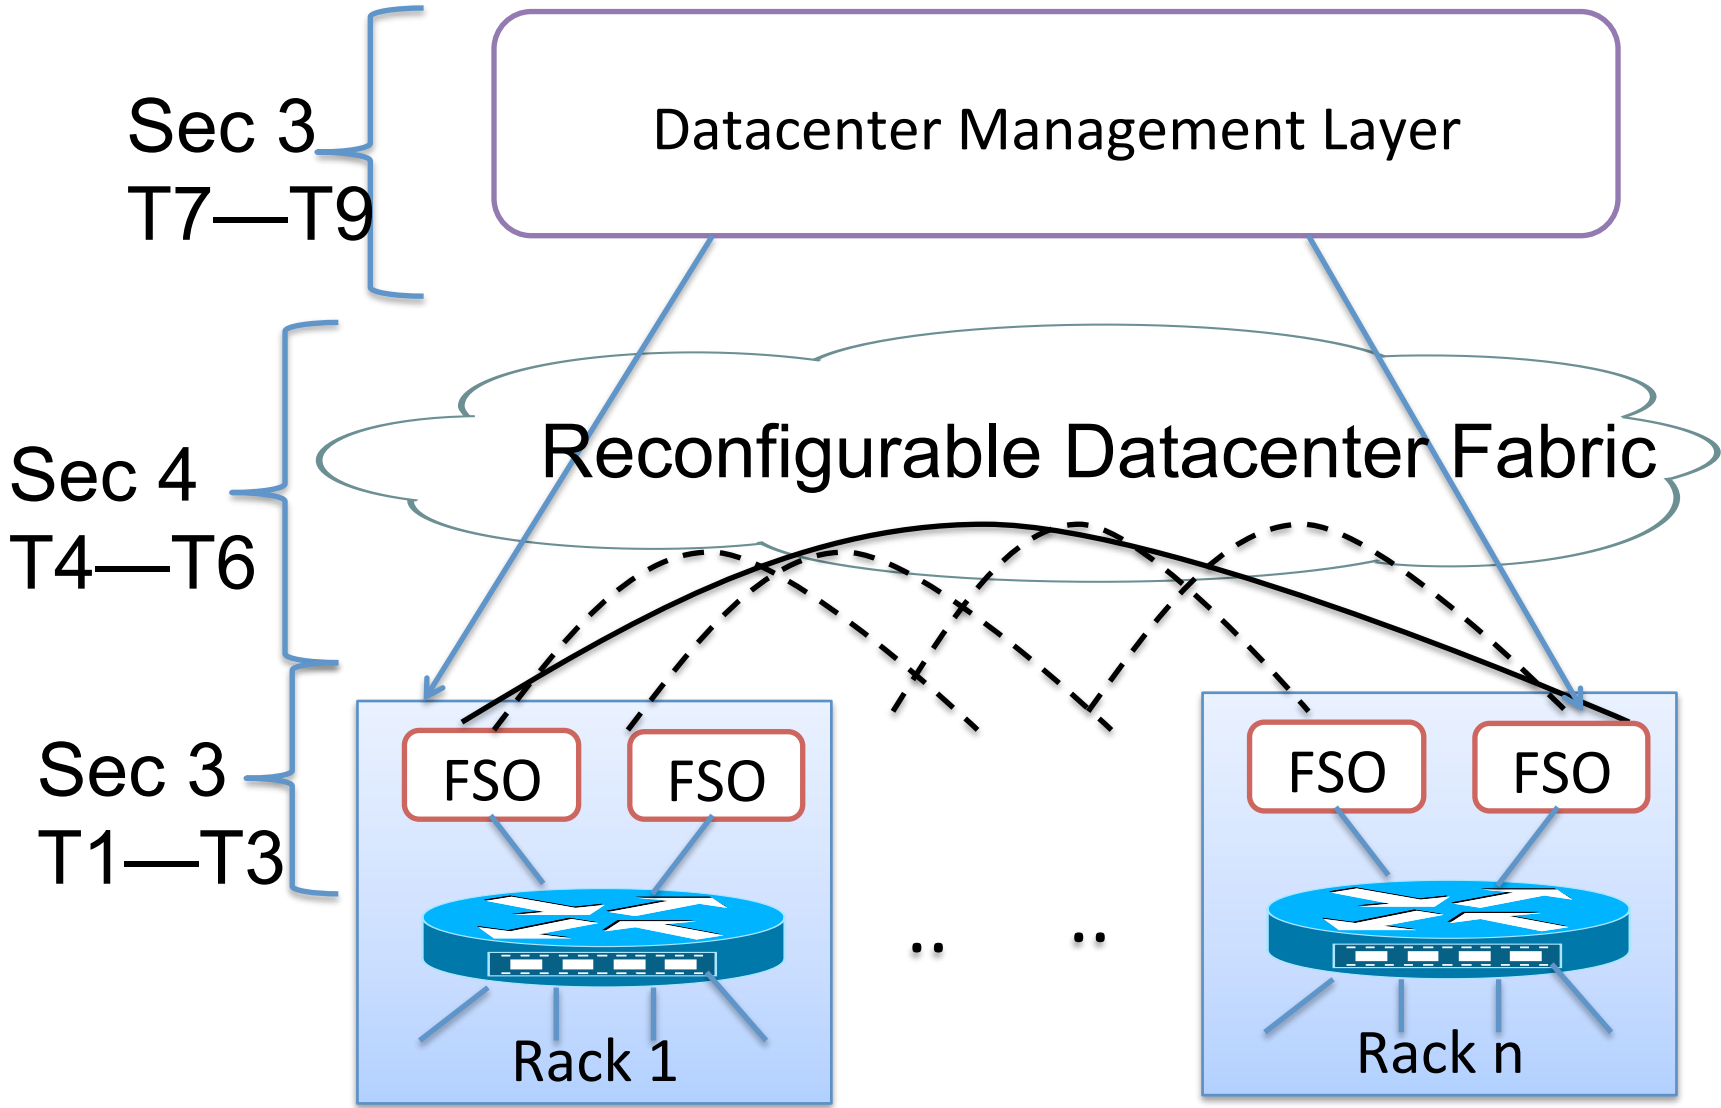 Datacenter Management Layer
Sec 3
T7—T9
Reconfigurable Datacenter Fabric
Sec 4
T4—T6
Sec 3
T1—T3
FSO
FSO
FSO
FSO
..
..
Rack 1
Rack n